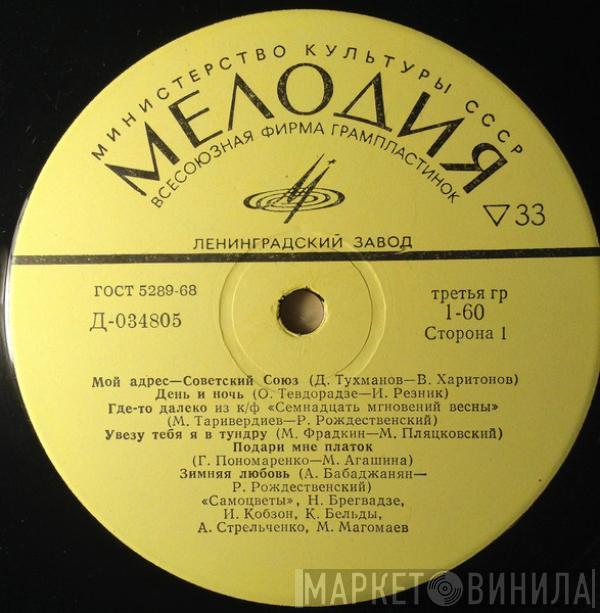 МИНИСТЕРСТВО КУЛЬТУРЫ СССР
МЕЛОДИЯ
ВСЕСОЮЗНАЯ ФИРМА ГРАМПЛАСТИНОК
▽33
ЛЕНИНГРАДСКИЙ ЗАВОД
ГОСТ 5289-68
третья гр
Д-034805
1-60
Сторона 1
Мой адрес—Советский Союз (Д. Тухманов—В. Харитонов)
День и ночь (О. Тевдорадзе—И. Резник)
Где-то далеко из к/ф «Семнадцать мгновений весны»
(М. Таривердиев—Р. Рождественский)
Увезу тебя я в тундру (М. Фрадкин—М. Пляцковский)
Подари мне платок
(Г. Пономаренко—М. Агашина)
Зимняя любовь (А. Бабаджанян—
Р. Рождественский)
«Самоцветы», Н. Брегвадзе,
И. Кобзон, К. Бельды,
А. Стрельченко, М. Магомаев
МАРКЕТ ВИНИЛА